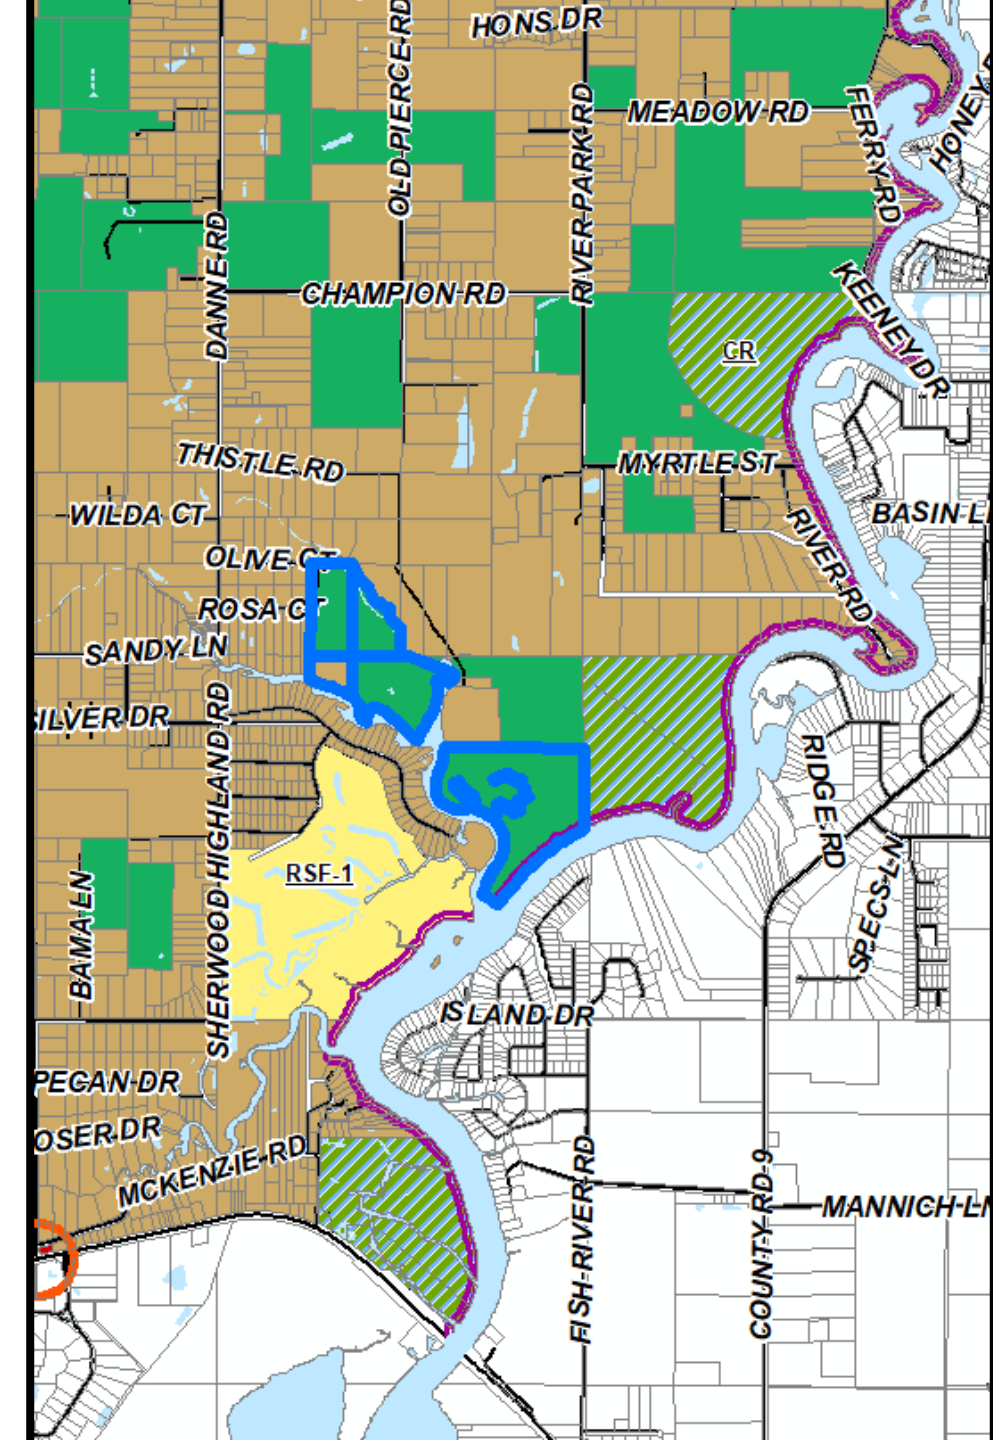 HONS DR
OLD PIERCE RD
MEADOW RD
RIVER PARK RD
FERRY RD
DANNE RD
CHAMPION RD
KEENEY DR
CR
THISTLE RD
MYRTLE ST
WILDA CT
BASIN L
RIVER RD
OLIVE CT
ROSA CT
SANDY LN
SILVER DR
SHERWOOD HIGHLAND RD
RIDGE RD
RSF-1
SPECS LN
BAMA LN
ISLAND DR
PECAN DR
OSER DR
MCKENZIE RD
FISH RIVER RD
COUNTY RD 9
MANNICH LN